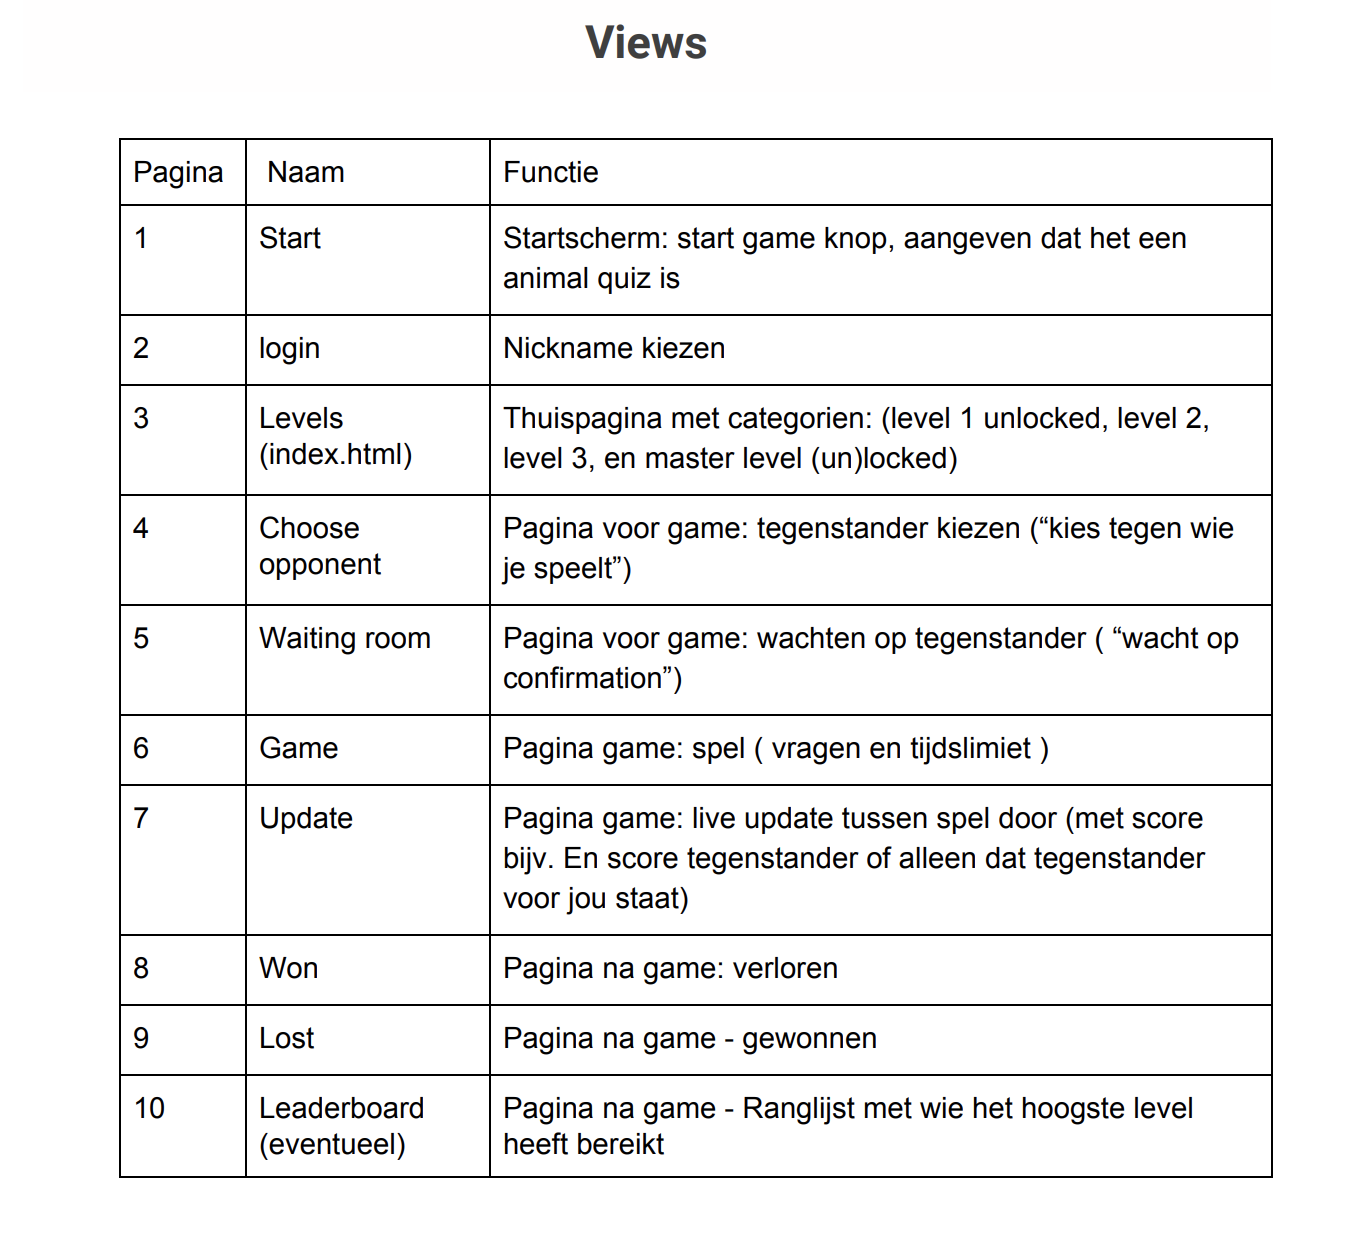 Views
Pagina Naam Functie
1 Start Startscherm: start game knop, aangeven dat het een
animal quiz is
2 login Nickname kiezen
3 Levels Thuispagina met categorien: (level 1 unlocked, level 2,
(index.html) level 3, en master level (un)locked)
4 Choose Pagina voor game: tegenstander kiezen (“kies tegen wie
opponent je speelt”)
5 Waiting room Pagina voor game: wachten op tegenstander ( “wacht op
confirmation”)
6 Game Pagina game: spel ( vragen en tijdslimiet )
7 Update Pagina game: live update tussen spel door (met score
bijv. En score tegenstander of alleen dat tegenstander
voor jou staat)
8 Won Pagina na game: verloren
9 Lost Pagina na game - gewonnen
10 Leaderboard Pagina na game - Ranglijst met wie het hoogste level
(eventueel) heeft bereikt